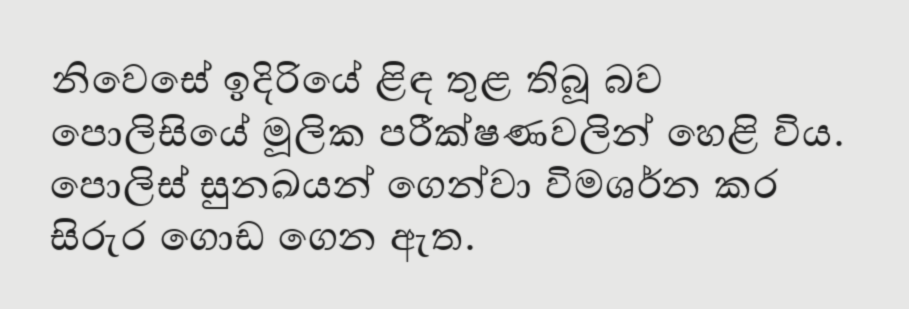 නිවෙසේ ඉදිරියේ ළිඳ තුළ තිබූ බව
පොලිසියේ මූලික පරීක්ෂණවලින් හෙළි විය.
පොලිස් සුනඛයන් ගෙන්වා විමශර්න කර
සිරුර ගොඩ ගෙන ඇත.